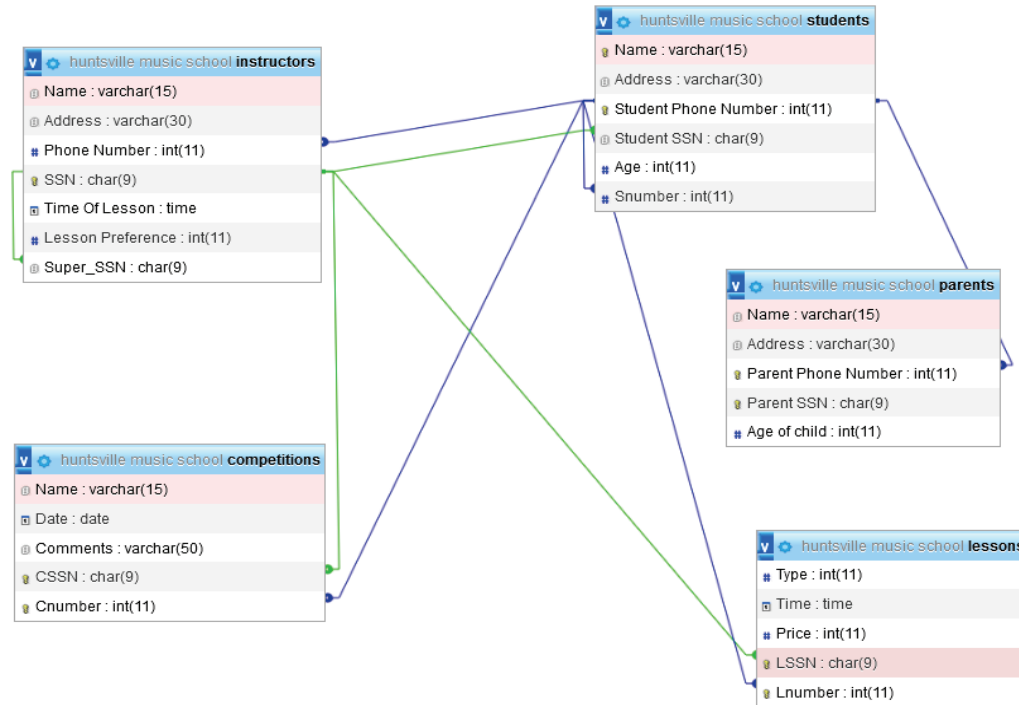 huntsville music school students
Name : varchar(15)
Address : varchar(30)
Student Phone Number : int(11)
Student SSN : char(9)
Age : int(11)
Snumber : int(11)
huntsville music school instructors
Name : varchar(15)
Address : varchar(30)
Phone Number : int(11)
SSN : char(9)
Time Of Lesson : time
Lesson Preference : int(11)
Super_SSN : char(9)
huntsville music school parents
Name : varchar(15)
Address : varchar(30)
Parent Phone Number : int(11)
Parent SSN : char(9)
Age of child : int(11)
huntsville music school competitions
Name : varchar(15)
Date : date
Comments : varchar(50)
CSSN : char(9)
Cnumber : int(11)
huntsville music school lessons
Type : int(11)
Time : time
Price : int(11)
LSSN : char(9)
Lnumber : int(11)